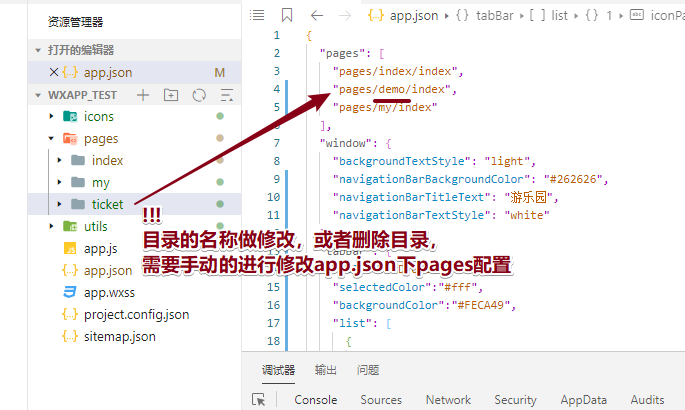 资源管理器
打开的编辑器
app.json M
WXAPP_TEST
icons
pages
index
my
ticket
utils
app.js
app.json
app.wxss
project.config.json
sitemap.json
app.json > tabBar > [ ] list > { } 1 > iconPa
1 {
2 "pages": [
3 "pages/index/index",
4 "pages/demo/index",
5 "pages/my/index"
6 ],
7 "window": {
8 "backgroundTextStyle": "light",
9 "navigationBarBackgroundColor": "#262626",
10 "navigationBarTitleText": "游乐园",
11 "navigationBarTextStyle": "white"
!!!
目录的名称做修改，或者删除目录，
需要手动的进行修改app.json下pages配置
15 "selectedColor":"#fff",
16 "backgroundColor":"#FECA49",
17 "list": [
18 {
调试器 输出 问题
Console Sources Network Security AppData Audits